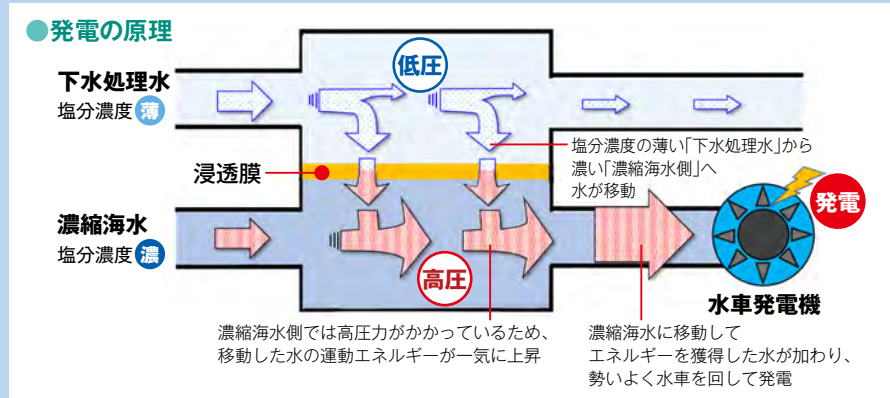 ●発電の原理
低圧
下水処理水
塩分濃度 薄
塩分濃度の薄い「下水処理水」から
濃い「濃縮海水側」へ
水が移動
浸透膜
発電
濃縮海水
塩分濃度 濃
高圧
水車発電機
濃縮海水側では高圧力がかかっているため、
移動した水の運動エネルギーが一気に上昇
濃縮海水に移動して
エネルギーを獲得した水が加わり、
勢いよく水車を回して発電